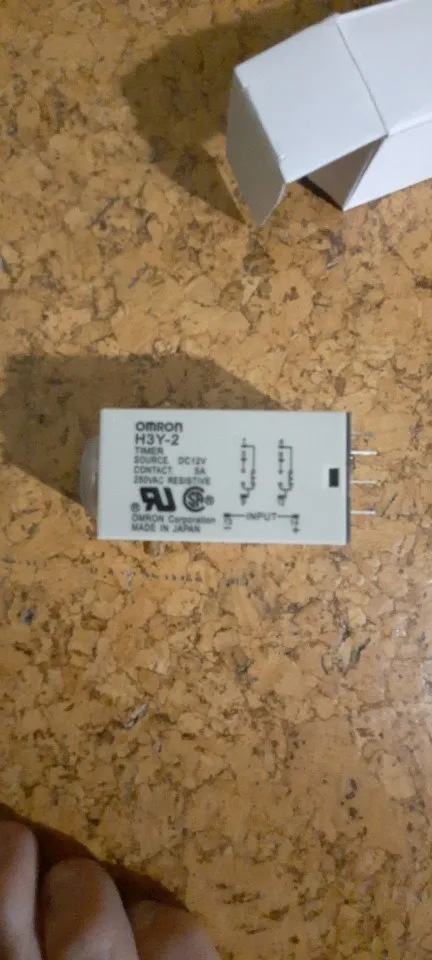 OMRON
H3Y-2
TIMER
SOURCE. DC12V
CONTACT. 5A
250VAC RESISTIVE
OMRON Corporation
MADE IN JAPAN
INPUT